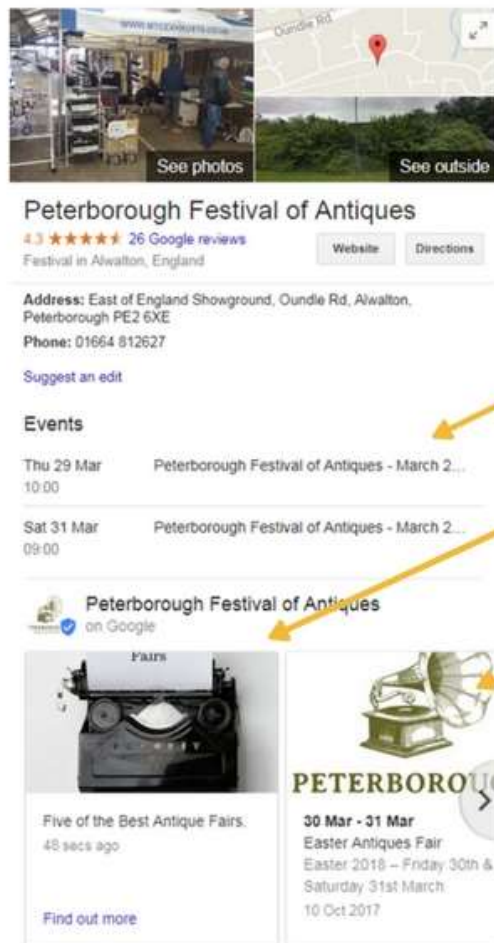 Oundle Rd
See photos
See outside
Peterborough Festival of Antiques
4.3 26 Google reviews
Website
Directions
Festival in Alwalton, England
Address: East of England Showground, Oundle Rd, Alwalton,
Peterborough PE2 6XE
Phone: 01664 812627
Suggest an edit
Events
Thu 29 Mar Peterborough Festival of Antiques - March 2...
10:00
Sat 31 Mar Peterborough Festival of Antiques - March 2...
09:00
Peterborough Festival of Antiques
on Google
Fairs
Five of the Best Antique Fairs.
48 secs ago
Find out more
PETERBOROUG
30 Mar - 31 Mar
Easter Antiques Fair
Easter 2018 – Friday 30th &
Saturday 31st March
10 Oct 2017